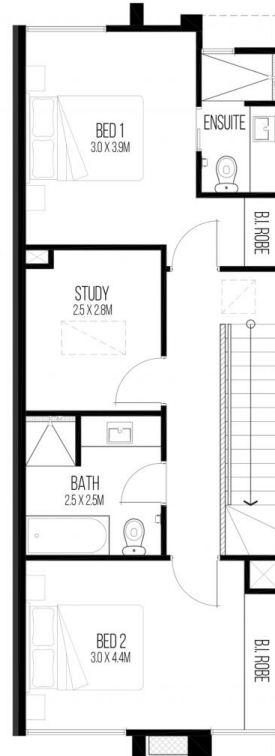 BED 1
3.0 X 3.9M
ENSUITE
B.I. ROBE
STUDY
2.5 X 2.8M
BATH
2.5 X 2.5M
BED 2
3.0 X 4.4M
B.I. ROBE